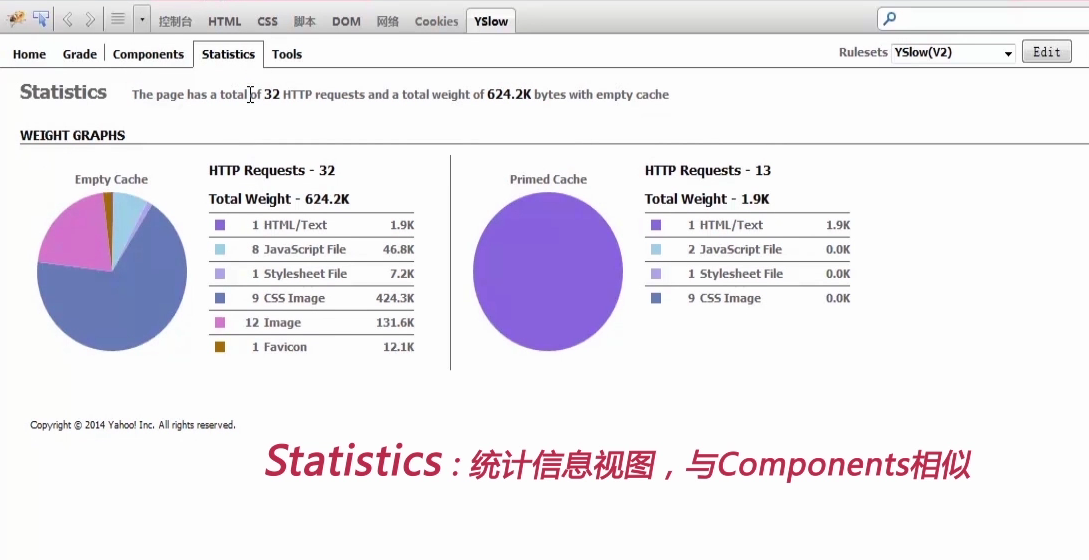 控制台 HTML CSS 脚本 DOM 网络 Cookies YSlow
Home Grade Components Statistics Tools Rulesets YSlow(V2) Edit
Statistics The page has a total of 32 HTTP requests and a total weight of 624.2K bytes with empty cache
WEIGHT GRAPHS
Empty Cache
HTTP Requests - 32
Total Weight - 624.2K
1 HTML/Text 1.9K
8 JavaScript File 46.8K
1 Stylesheet File 7.2K
9 CSS Image 424.3K
12 Image 131.6K
1 Favicon 12.1K
Primed Cache
HTTP Requests - 13
Total Weight - 1.9K
1 HTML/Text 1.9K
2 JavaScript File 0.0K
1 Stylesheet File 0.0K
9 CSS Image 0.0K
Copyright © 2014 Yahoo! Inc. All rights reserved.
Statistics：统计信息视图，与Components相似